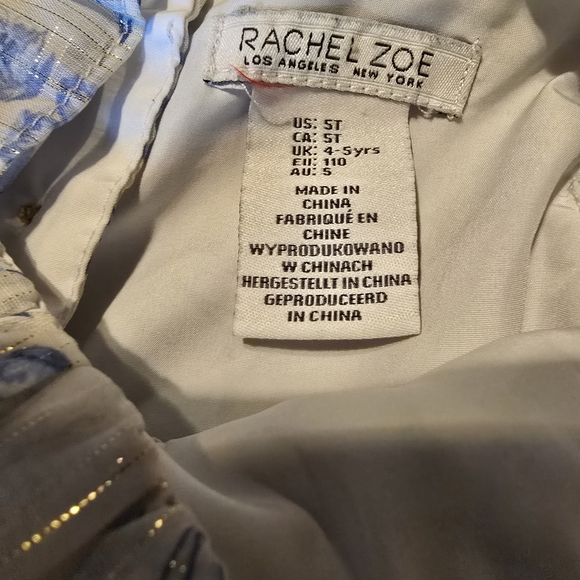 RACHEL ZOE
LOS ANGELES NEW YORK
US: 5T
CA: 5T
UK: 4-5yrs
EU: 110
AU: 5
MADE IN
CHINA
FABRIQUÉ EN
CHINE
WYPRODUKOWANO
W CHINACH
HERGESTELLT IN CHINA
GEPRODUCEERD
IN CHINA